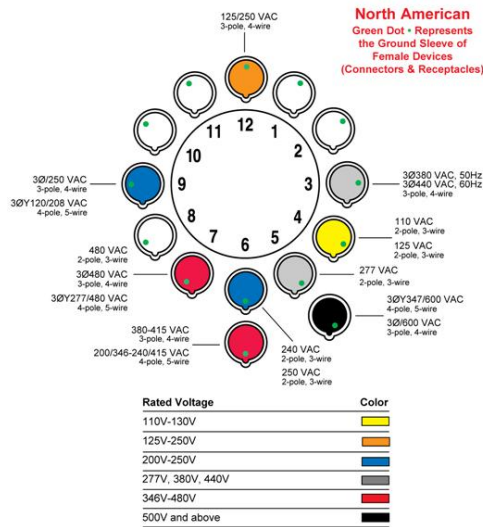 North American
Green Dot • Represents
the Ground Sleeve of
Female Devices
(Connectors & Receptacles)
125/250 VAC
3-pole, 4-wire
12
1
2
3
4
5
6
7
8
9
10
11
3Ø380 VAC, 50Hz
3Ø440 VAC, 60Hz
3-pole, 4-wire
110 VAC
2-pole, 3-wire
125 VAC
2-pole, 3-wire
277 VAC
2-pole, 3-wire
3ØY347/600 VAC
4-pole, 5-wire
3Ø/600 VAC
3-pole, 4-wire
240 VAC
2-pole, 3-wire
250 VAC
2-pole, 3-wire
380-415 VAC
3-pole, 4-wire
200/346-240/415 VAC
4-pole, 5-wire
480 VAC
2-pole, 3-wire
3Ø480 VAC
3-pole, 4-wire
3ØY277/480 VAC
4-pole, 5-wire
3Ø/250 VAC
3-pole, 4-wire
3ØY120/208 VAC
4-pole, 5-wire
Rated Voltage Color
110V-130V
125V-250V
200V-250V
277V, 380V, 440V
346V-480V
500V and above